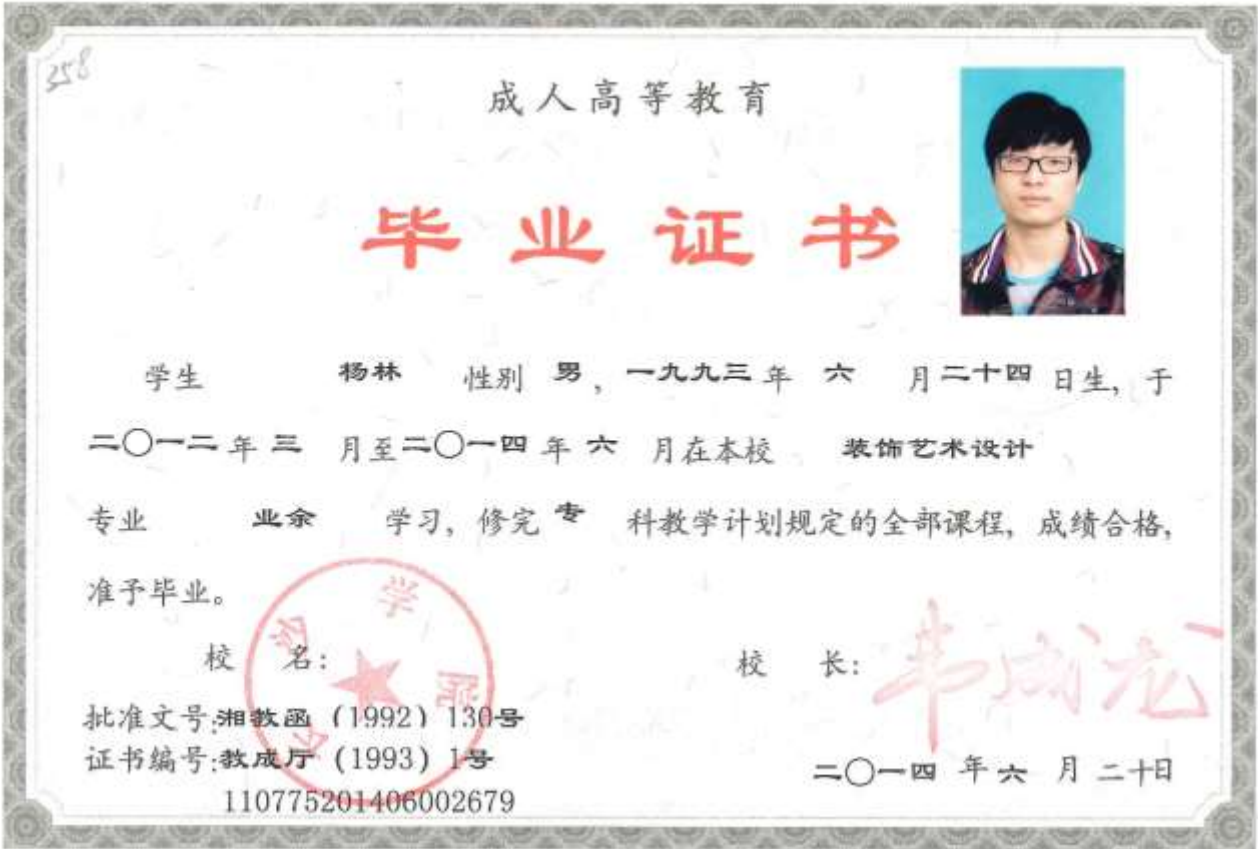 358
成人高等教育
毕业证书
学生 杨林 性别 男，一九九三年 六 月二十四 日生，于
二〇一二年 三 月至二〇一四年 六 月在本校 装饰艺术设计
专业 业余 学习，修完 专 科教学计划规定的全部课程，成绩合格，
准予毕业。
校 名： 校 长：韦成龙
批准文号:湘教函（1992）130号
证书编号:教成厅（1993）1号
110775201406002679
二〇一四 年 六 月 二十日